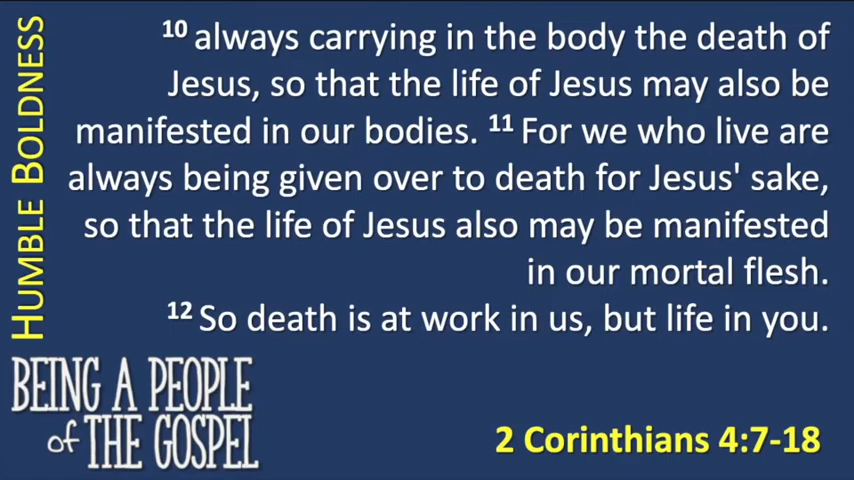 HUMBLE BOLDNESS
10 always carrying in the body the death of
Jesus, so that the life of Jesus may also be
manifested in our bodies. 11 For we who live are
always being given over to death for Jesus' sake,
so that the life of Jesus also may be manifested
in our mortal flesh.
12 So death is at work in us, but life in you.
BEING A PEOPLE
of THE GOSPEL
2 Corinthians 4:7-18